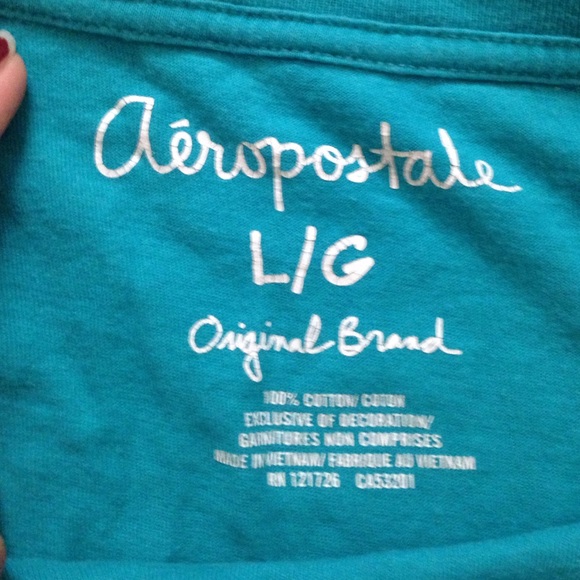 aéropostale
L/G
Original Brand
100% COTTON/ COTON
EXCLUSIVE OF DECORATION/
GARNITURES NON COMPRISES
MADE IN VIETNAM/ FABRIQUE AU VIETNAM
RN 121726 CA53201